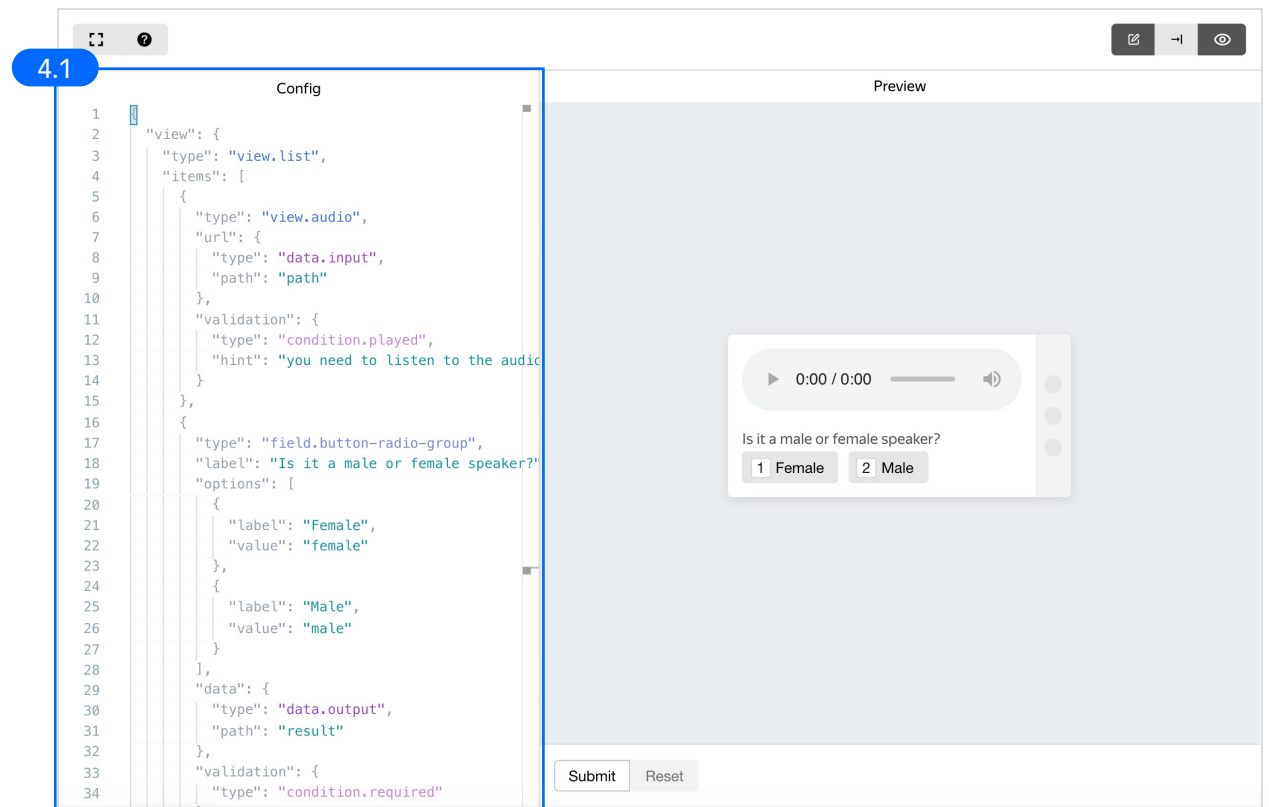 4.1
Config
Preview
1 {
2 "view": {
3 "type": "view.list",
4 "items": [
5 {
6 "type": "view.audio",
7 "url": {
8 "type": "data.input",
9 "path": "path"
10 },
11 "validation": {
12 "type": "condition.played",
13 "hint": "you need to listen to the audio
14 }
15 },
16 {
17 "type": "field.button-radio-group",
18 "label": "Is it a male or female speaker?"
19 "options": [
20 {
21 "label": "Female",
22 "value": "female"
23 },
24 {
25 "label": "Male",
26 "value": "male"
27 }
28 ],
29 "data": {
30 "type": "data.output",
31 "path": "result"
32 },
33 "validation": {
34 "type": "condition.required"
0:00 / 0:00
Is it a male or female speaker?
1 Female 2 Male
Submit Reset